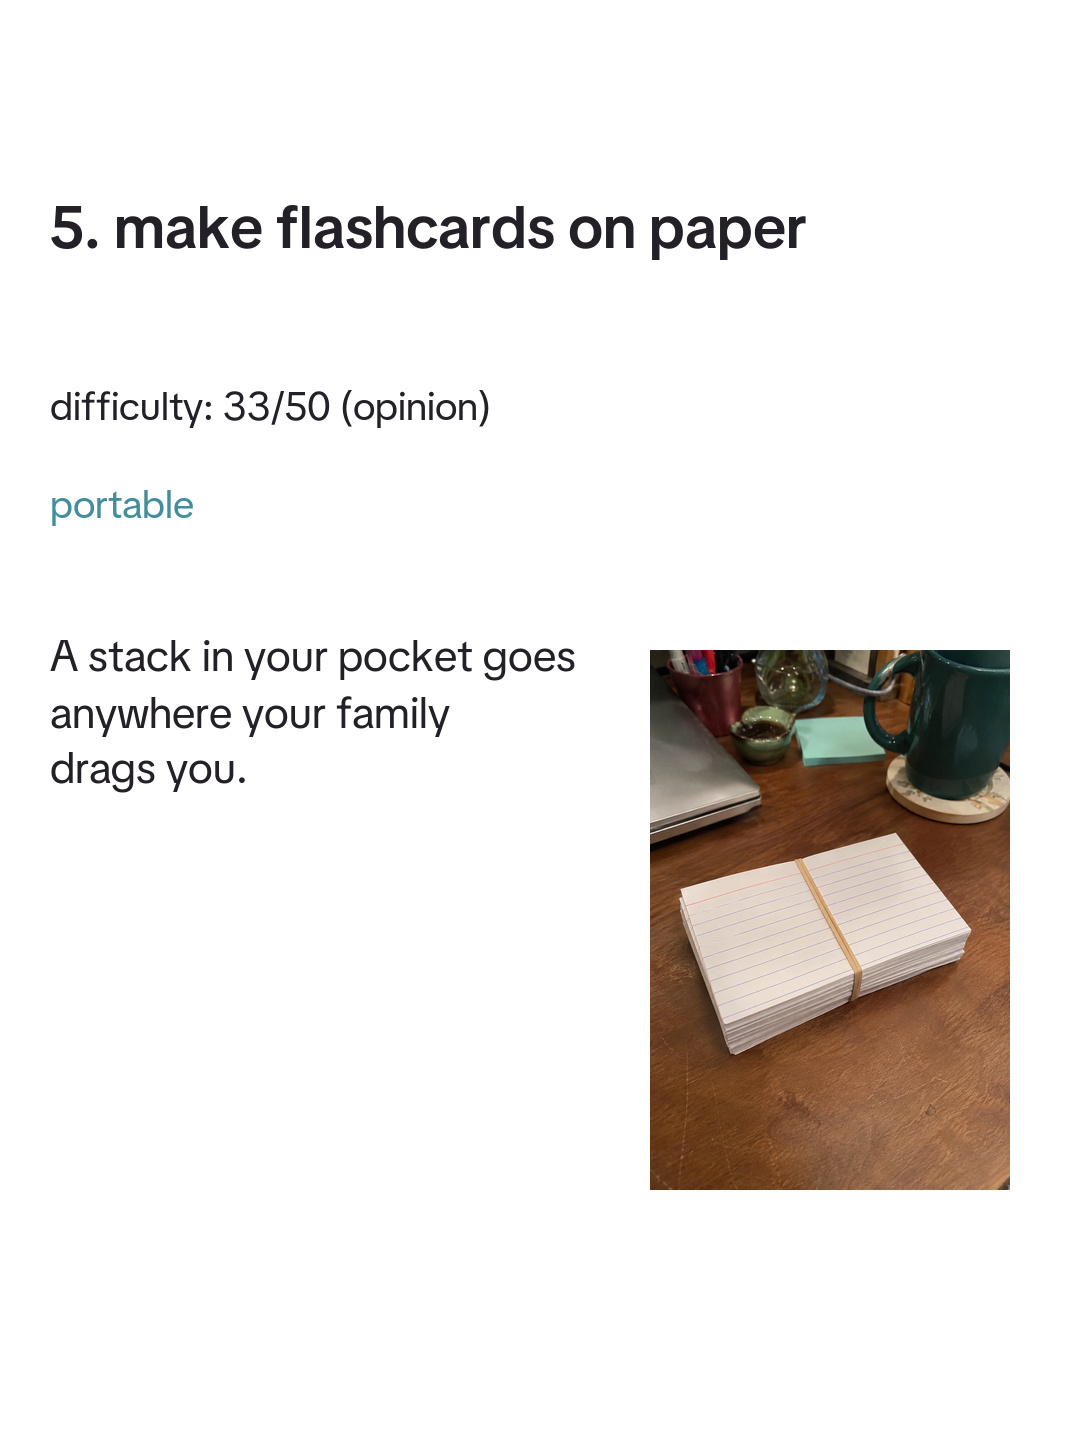 5. make flashcards on paper
difficulty: 33/50 (opinion)
portable
A stack in your pocket goes
anywhere your family
drags you.